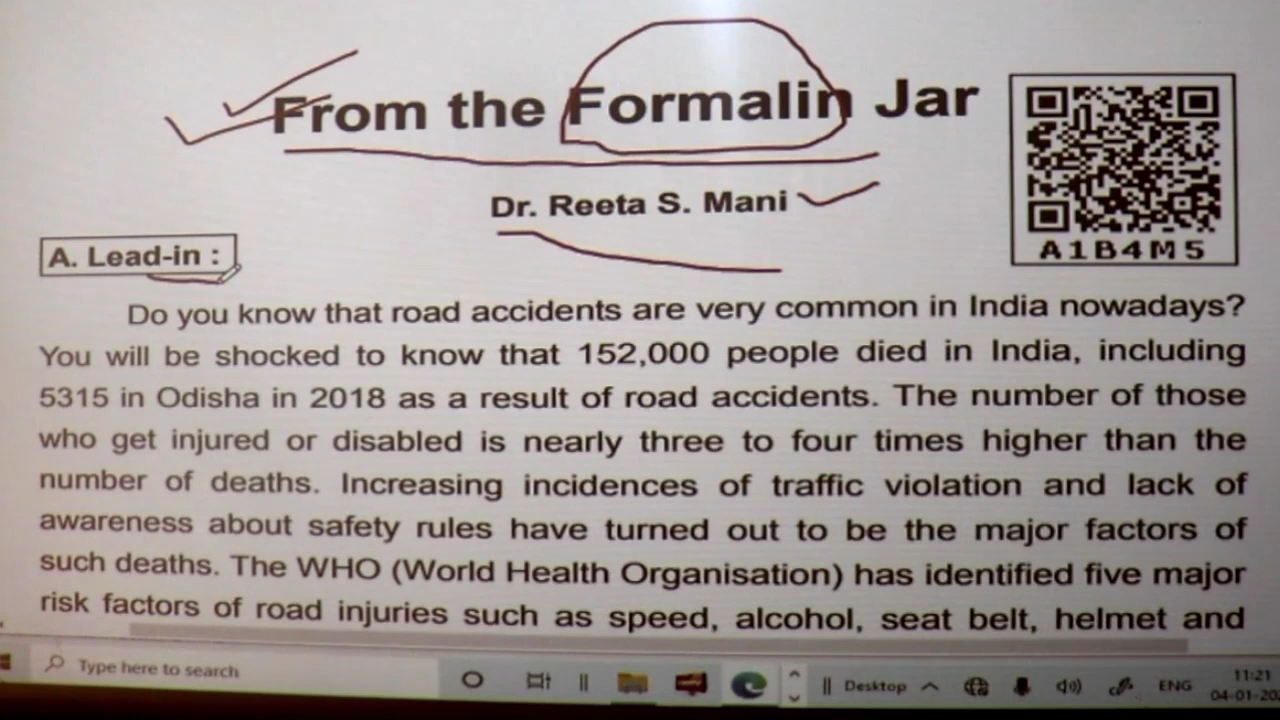 From the Formalin Jar
Dr. Reeta S. Mani
A1B4M5
A. Lead-in :
Do you know that road accidents are very common in India nowadays?
You will be shocked to know that 152,000 people died in India, including
5315 in Odisha in 2018 as a result of road accidents. The number of those
who get injured or disabled is nearly three to four times higher than the
number of deaths. Increasing incidences of traffic violation and lack of
awareness about safety rules have turned out to be the major factors of
such deaths. The WHO (World Health Organisation) has identified five major
risk factors of road injuries such as speed, alcohol, seat belt, helmet and
Type here to search
Desktop
ENG
11:21
04-01-20